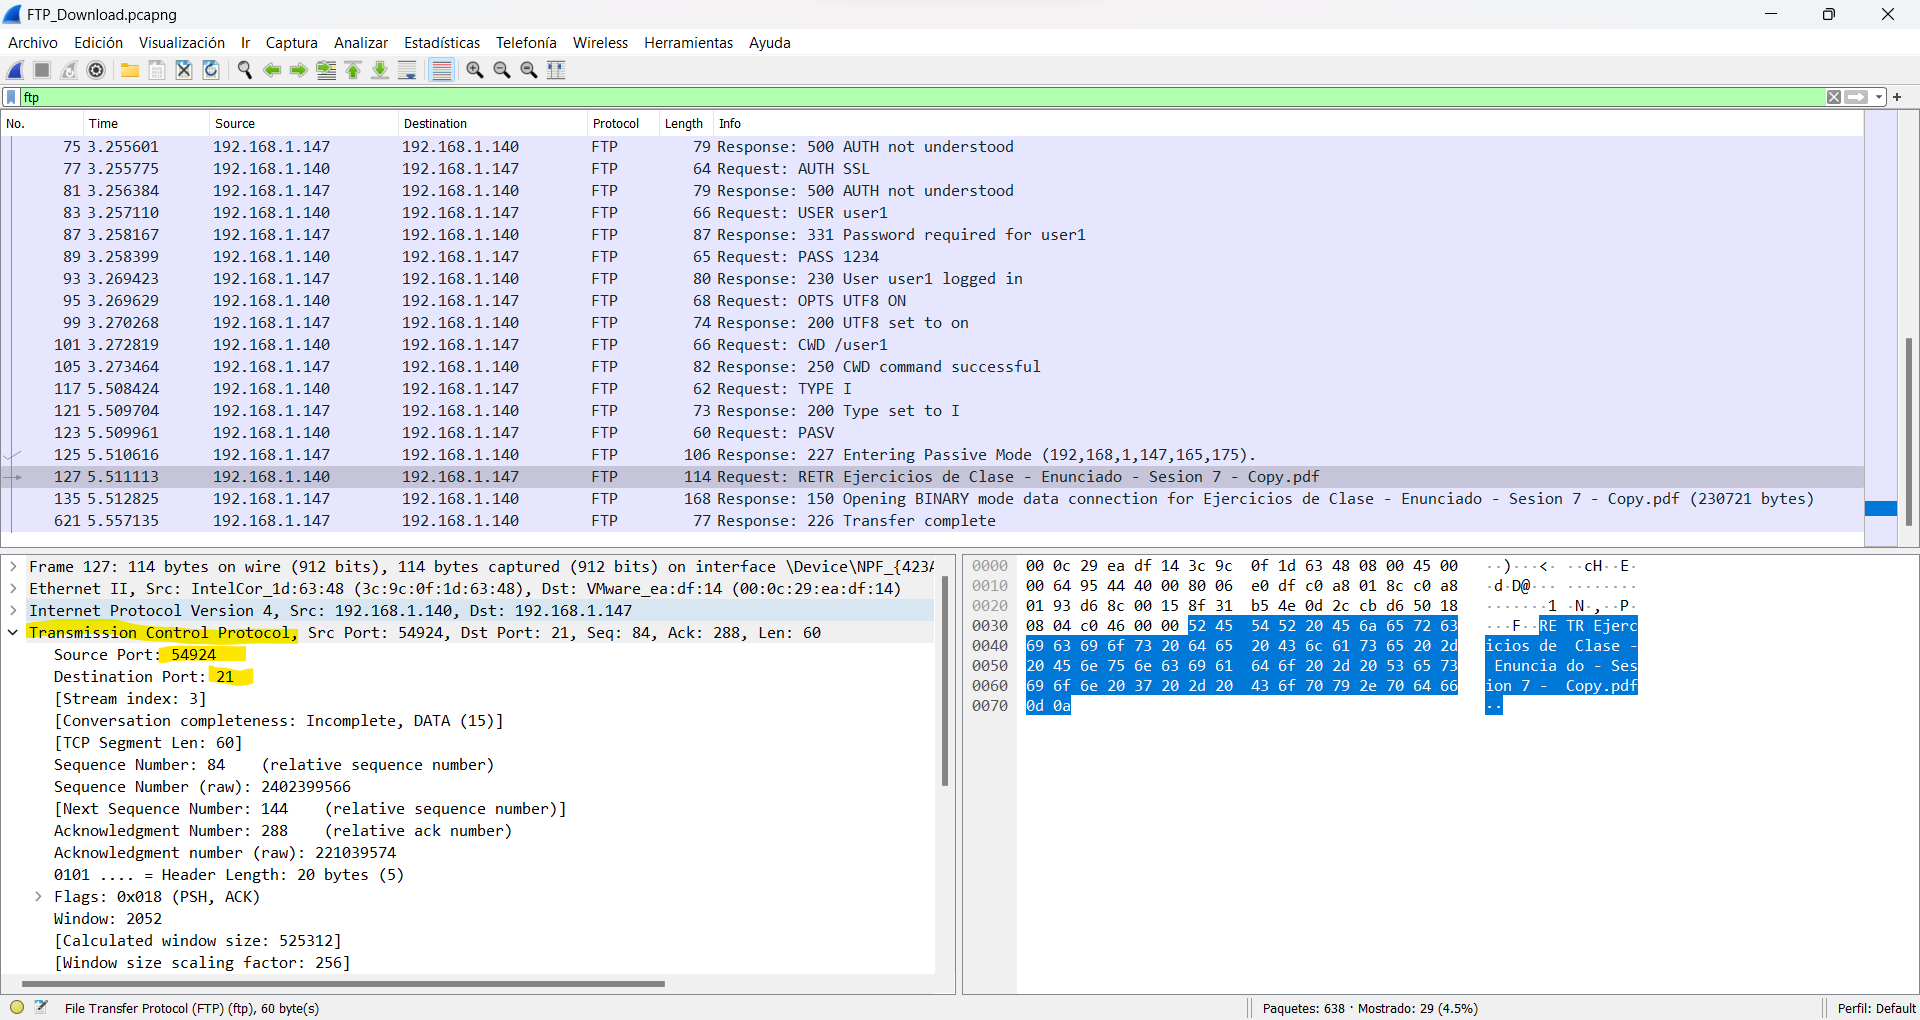 FTP_Download.pcapng
Archivo Edición Visualización Ir Captura Analizar Estadísticas Telefonía Wireless Herramientas Ayuda
ftp
No. Time Source Destination Protocol Length Info
75 3.255601 192.168.1.147 192.168.1.140 FTP 79 Response: 500 AUTH not understood
77 3.255775 192.168.1.140 192.168.1.147 FTP 64 Request: AUTH SSL
81 3.256384 192.168.1.147 192.168.1.140 FTP 79 Response: 500 AUTH not understood
83 3.257110 192.168.1.140 192.168.1.147 FTP 66 Request: USER user1
87 3.258167 192.168.1.147 192.168.1.140 FTP 87 Response: 331 Password required for user1
89 3.258399 192.168.1.140 192.168.1.147 FTP 65 Request: PASS 1234
93 3.269423 192.168.1.147 192.168.1.140 FTP 80 Response: 230 User user1 logged in
95 3.269629 192.168.1.140 192.168.1.147 FTP 68 Request: OPTS UTF8 ON
99 3.270268 192.168.1.147 192.168.1.140 FTP 74 Response: 200 UTF8 set to on
101 3.272819 192.168.1.140 192.168.1.147 FTP 66 Request: CWD /user1
105 3.273464 192.168.1.147 192.168.1.140 FTP 82 Response: 250 CWD command successful
117 5.508424 192.168.1.140 192.168.1.147 FTP 62 Request: TYPE I
121 5.509704 192.168.1.147 192.168.1.140 FTP 73 Response: 200 Type set to I
123 5.509961 192.168.1.140 192.168.1.147 FTP 60 Request: PASV
125 5.510616 192.168.1.147 192.168.1.140 FTP 106 Response: 227 Entering Passive Mode (192,168,1,147,165,175).
127 5.511113 192.168.1.140 192.168.1.147 FTP 114 Request: RETR Ejercicios de Clase - Enunciado - Sesion 7 - Copy.pdf
135 5.512825 192.168.1.147 192.168.1.140 FTP 168 Response: 150 Opening BINARY mode data connection for Ejercicios de Clase - Enunciado - Sesion 7 - Copy.pdf (230721 bytes)
621 5.557135 192.168.1.147 192.168.1.140 FTP 77 Response: 226 Transfer complete
Frame 127: 114 bytes on wire (912 bits), 114 bytes captured (912 bits) on interface \Device\NPF_{423A
Ethernet II, Src: IntelCor_1d:63:48 (3c:9c:0f:1d:63:48), Dst: VMware_ea:df:14 (00:0c:29:ea:df:14)
Internet Protocol Version 4, Src: 192.168.1.140, Dst: 192.168.1.147
Transmission Control Protocol, Src Port: 54924, Dst Port: 21, Seq: 84, Ack: 288, Len: 60
Source Port: 54924
Destination Port: 21
[Stream index: 3]
[Conversation completeness: Incomplete, DATA (15)]
[TCP Segment Len: 60]
Sequence Number: 84 (relative sequence number)
Sequence Number (raw): 2402399566
[Next Sequence Number: 144 (relative sequence number)]
Acknowledgment Number: 288 (relative ack number)
Acknowledgment number (raw): 221039574
0101 .... = Header Length: 20 bytes (5)
Flags: 0x018 (PSH, ACK)
Window: 2052
[Calculated window size: 525312]
[Window size scaling factor: 256]
0000 00 0c 29 ea df 14 3c 9c 0f 1d 63 48 08 00 45 00 ··)···<· ··cH··E·
0010 00 64 95 44 40 00 80 06 e0 df c0 a8 01 8c c0 a8 ·d·D@··· ········
0020 01 93 d6 8c 00 15 8f 31 b5 4e 0d 2c cb d6 50 18 ·······1 ·N·,··P·
0030 08 04 c0 46 00 00 52 45 54 52 20 45 6a 65 72 63 ···F··RE TR Ejerc
0040 69 63 69 6f 73 20 64 65 20 43 6c 61 73 65 20 2d icios de Clase -
0050 20 45 6e 75 6e 63 69 61 64 6f 20 2d 20 53 65 73 Enuncia do - Ses
0060 69 6f 6e 20 37 20 2d 20 43 6f 70 79 2e 70 64 66 ion 7 - Copy.pdf
0070 0d 0a ··
File Transfer Protocol (FTP) (ftp), 60 byte(s)
Paquetes: 638 · Mostrado: 29 (4.5%)
Perfil: Default